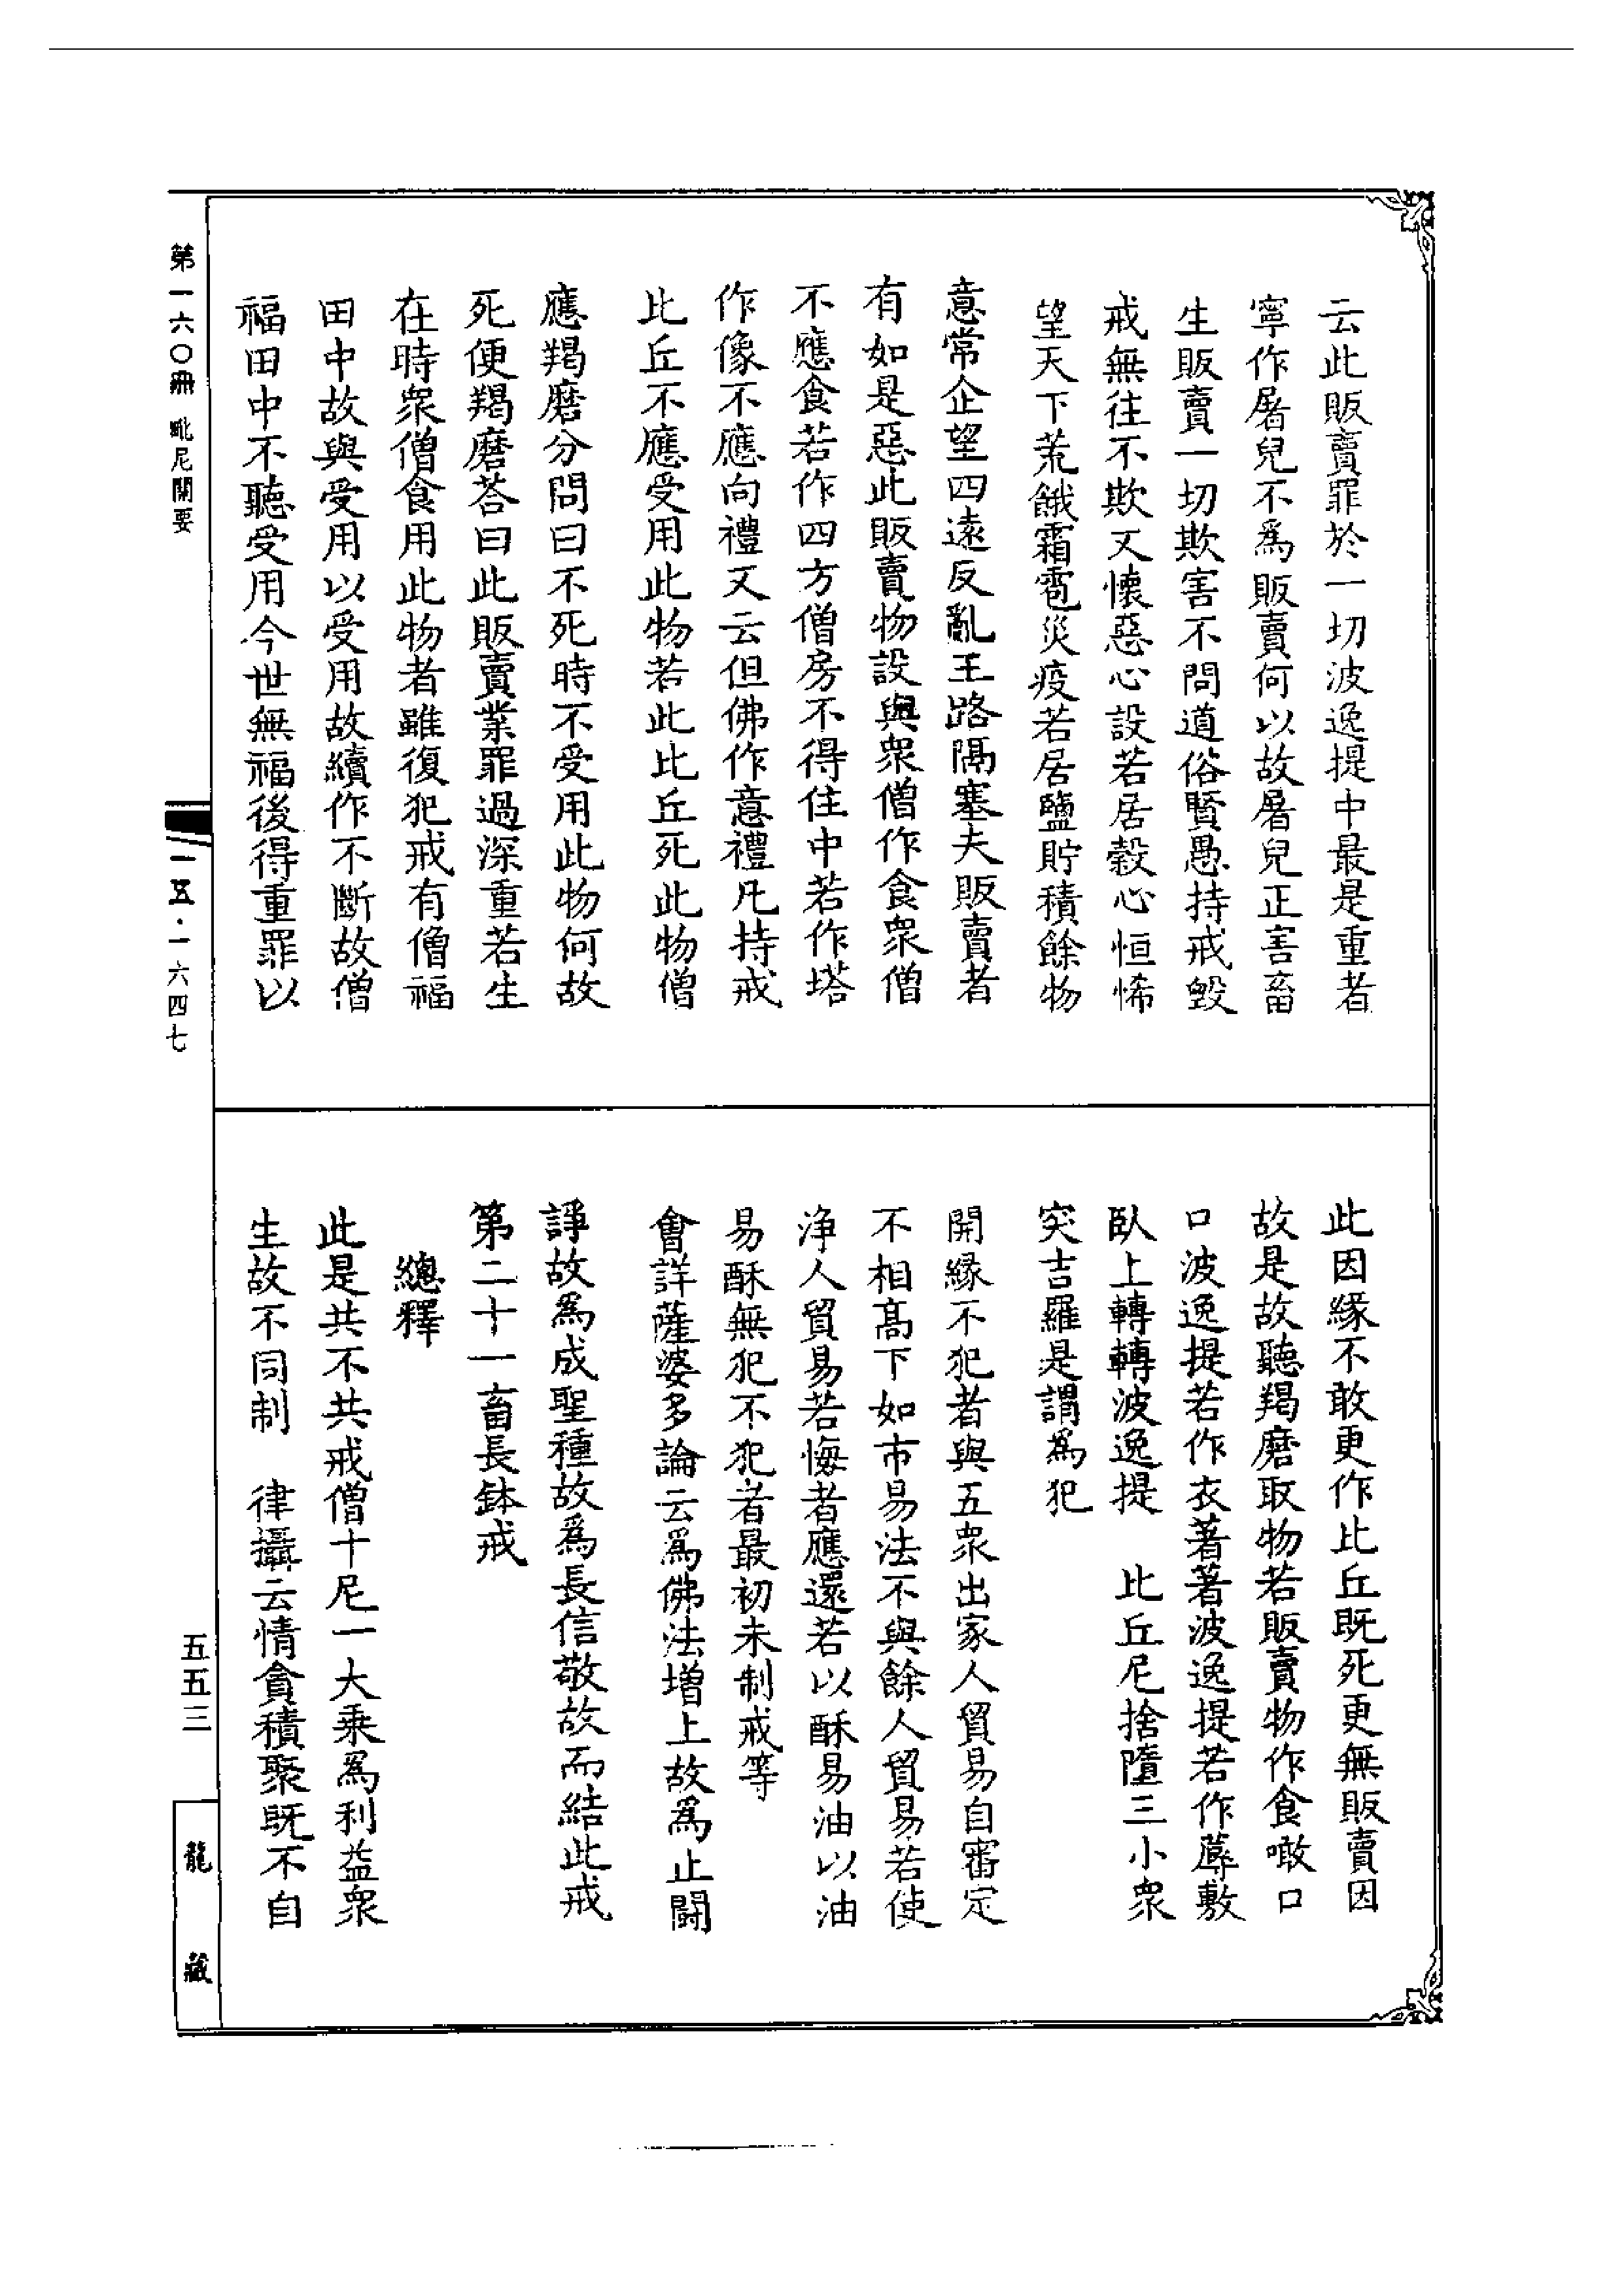 云此販賣罪於一切波逸提中最是重者
寧作屠兒不為販賣何以故屠兒正害畜
生販賣一切欺害不問道俗賢愚持戒毀
戒無往不欺又懷惡心設若居穀心恒悕
望天下荒餓霜雹災疫若居鹽貯積餘物
意常企望四遠反亂王路隔塞夫販賣者
有如是惡此販賣物設與眾僧作食眾僧
不應食若作四方僧房不得住中若作塔
作像不應向禮又云但佛作意禮凡持戒
比丘不應受用此物若此比丘死此物僧
應羯磨分問曰不死時不受用此物何故
死便羯磨荅曰此販賣業罪過深重若生
在時眾僧食用此物者雖復犯戒有僧福
田中故與受用以受用故續作不斷故僧
福田中不聽受用今世無福後得重罪以
此因緣不敢更作比丘既死更無販賣因
故是故聽羯磨取物若販賣物作食噉口
口波逸提若作衣著著波逸提若作蓐敷
臥上轉轉波逸提 比丘尼捨墮三小眾
突吉羅是謂為犯
開緣不犯者與五眾出家人貿易自審定
不相高下如市易法不與餘人貿易若使
淨人貿易若悔者應還若以酥易油以油
易酥無犯不犯者最初未制戒等
會詳薩婆多論云為佛法增上故為止鬪
諍故為成聖種故為長信敬故而結此戒
第二十一畜長鉢戒
總釋
此是共不共戒僧十尼一大乘為利益眾
生故不同制 律攝云情貪積聚既不自
第一六〇冊 毗尼關要
一五·一六四七
五五三
龍藏